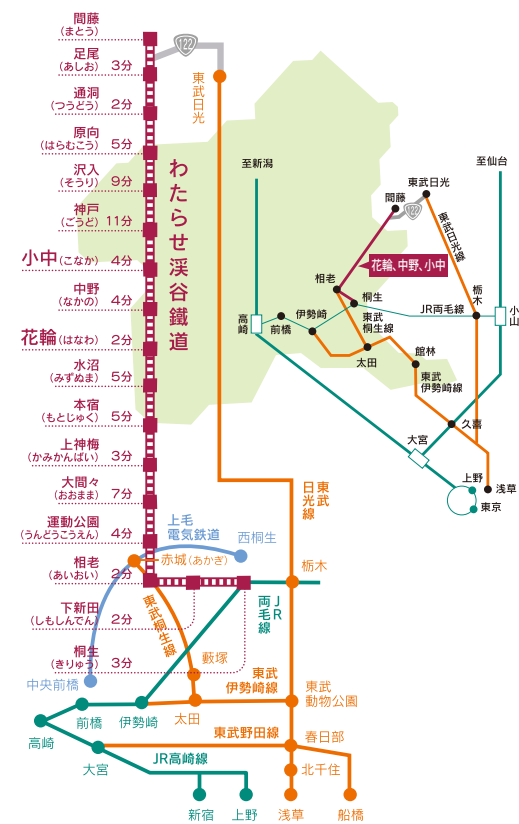 間藤
(まとう)
122
足尾
(あしお) 3分
通洞
(つうどう) 2分
原向
(はらむこう) 5分
沢入
(そうり) 9分
神戸
(ごうど) 11分
小中(こなか) 4分
中野
(なかの) 4分
花輪(はなわ) 2分
水沼
(みずぬま) 5分
本宿
(もとじゅく) 5分
上神梅
(かみかんばい) 3分
大間々
(おおまま) 7分
運動公園
(うんどうこうえん) 4分
相老
(あいおい) 2分
下新田
(しもしんでん) 2分
桐生
(きりゅう) 3分
わたらせ渓谷鐵道
東武日光
東武
日光線
上毛
電気鉄道
西桐生
赤城(あかぎ)
中央前橋
栃木
JR
両毛線
東武桐生線
藪塚
東武
伊勢崎線
東武
動物公園
前橋
伊勢崎
太田
高崎
東武野田線
春日部
大宮
JR高崎線
北千住
新宿
上野
浅草
船橋
至新潟
至仙台
東武日光
間藤
122
東武日光線
花輪、中野、小中
相老
桐生
栃木
JR両毛線
小山
高崎
前橋
伊勢崎
東武
桐生線
太田
館林
東武
伊勢崎線
久喜
大宮
上野
浅草
東京